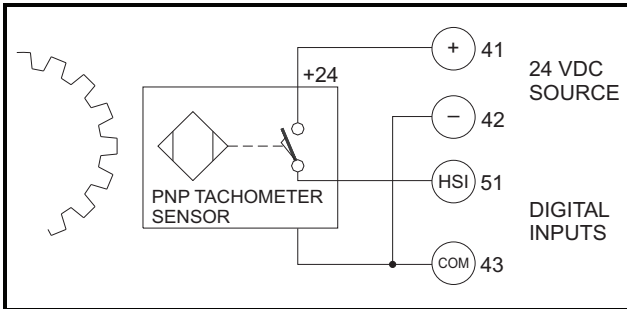 +24
PNP TACHOMETER
SENSOR
+ 41
− 42
HSI 51
COM 43
24 VDC
SOURCE
DIGITAL
INPUTS